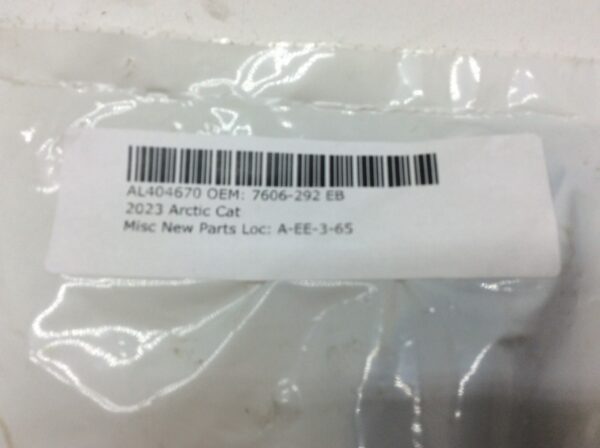 AL404670 OEM: 7606-292 EB
2023 Arctic Cat
Misc New Parts Loc: A-EE-3-65